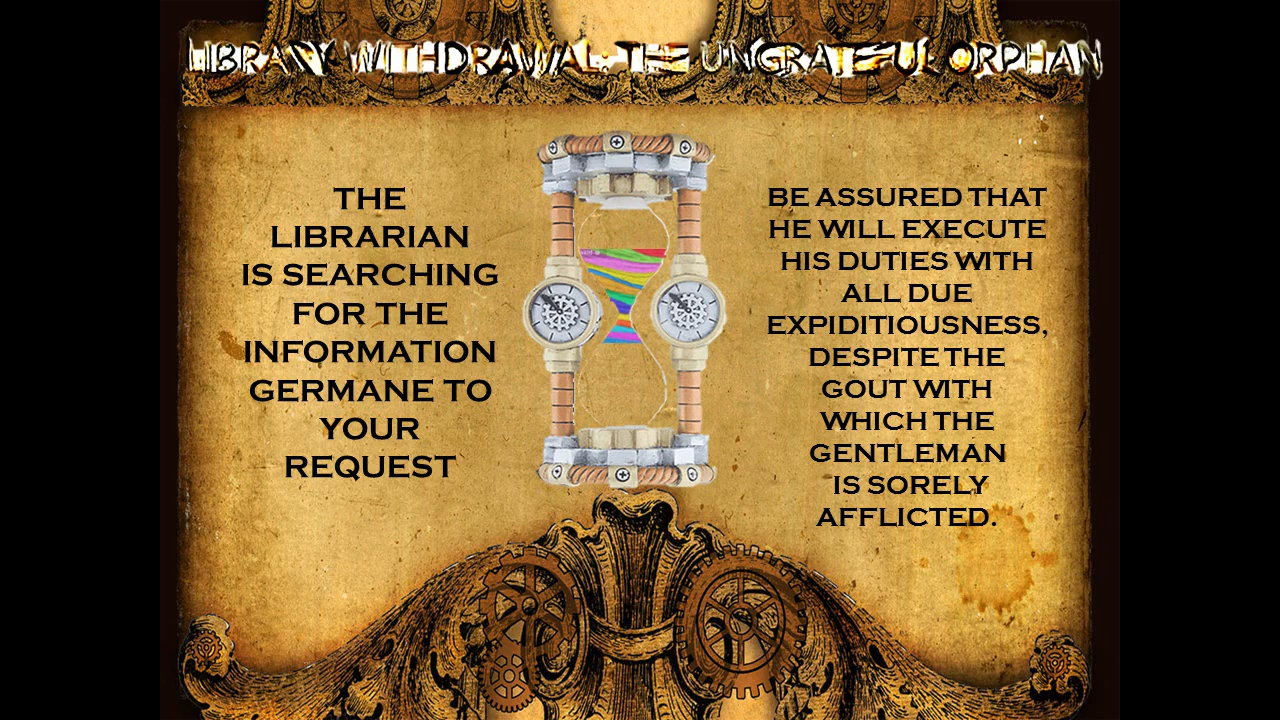 LIBRARY WITHDRAWAL: THE UNGRATEFUL ORPHAN
THE
LIBRARIAN
IS SEARCHING
FOR THE
INFORMATION
GERMANE TO
YOUR
REQUEST
BE ASSURED THAT
HE WILL EXECUTE
HIS DUTIES WITH
ALL DUE
EXPIDITIOUSNESS,
DESPITE THE
GOUT WITH
WHICH THE
GENTLEMAN
IS SORELY
AFFLICTED.